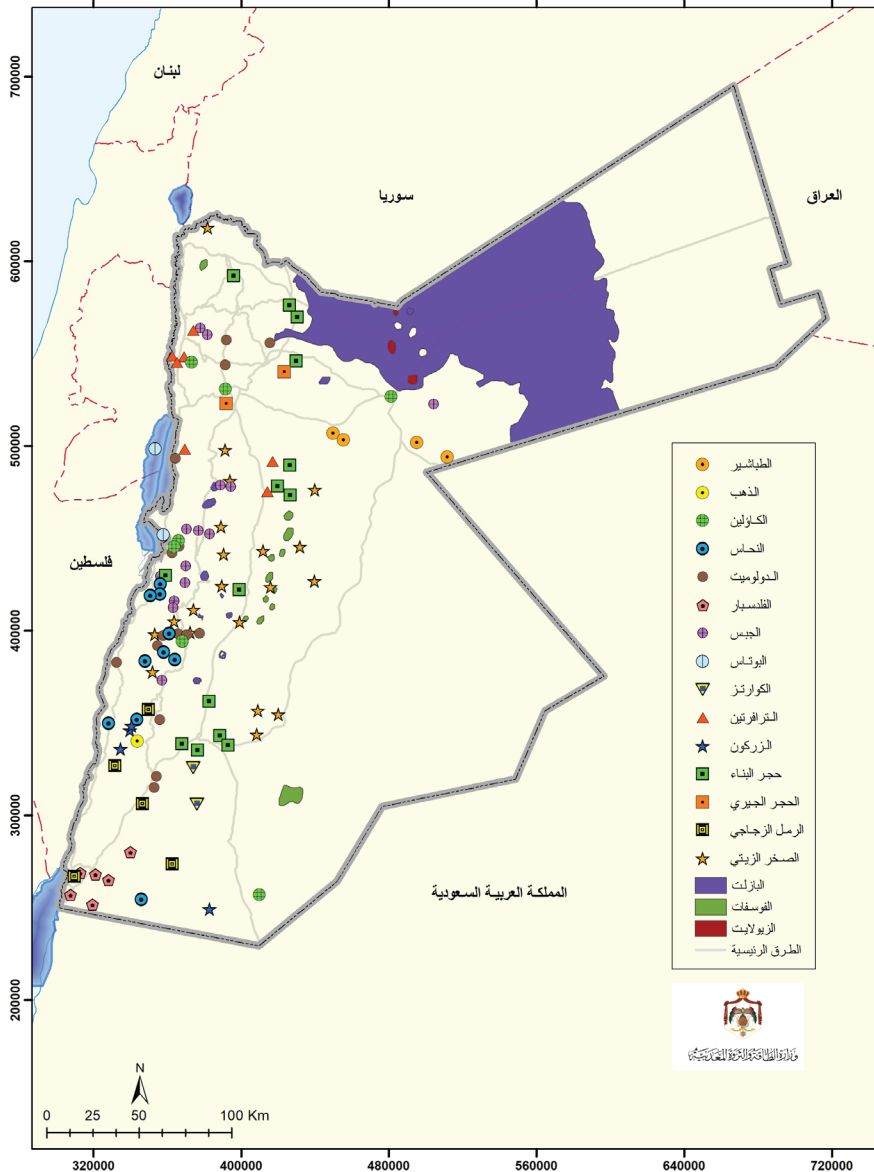 لبنان
سوريا
العراق
فلسطين
المملكة العربية السعودية
700000
600000
500000
400000
300000
200000
الطباشير
الذهب
الكاؤلين
النحاس
الدولوميت
الفلدسبار
الجبس
البوتاس
الكوارتز
الترافرتين
الزركون
حجر البناء
الحجر الجيري
الرمل الزجاجي
الصخر الزيتي
البازلت
الفوسفات
الزيولايت
الطرق الرئيسية
وزارة الطاقة والثروة المعدنية
N
0 25 50 100 Km
320000 400000 480000 560000 640000 720000